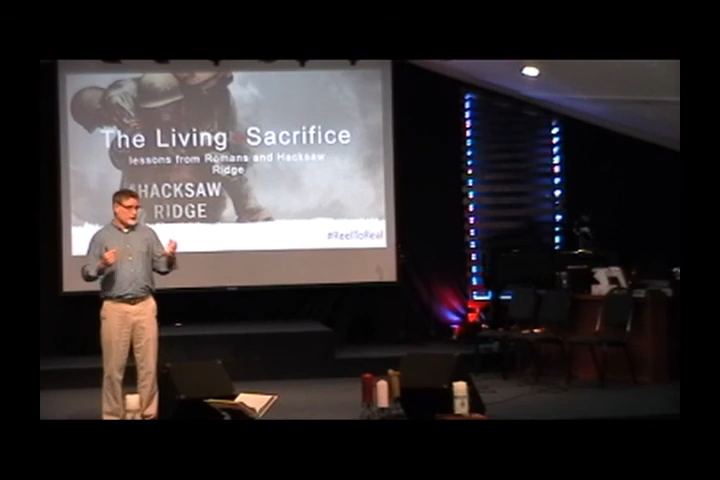 The Living Sacrifice
lessons from Romans and Hacksaw
Ridge
HACKSAW
RIDGE
#ReelToReal